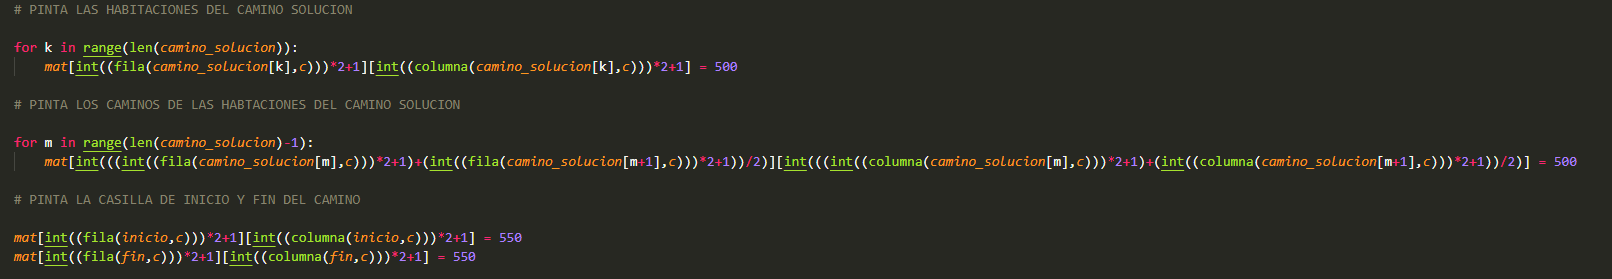 # PINTA LAS HABITACIONES DEL CAMINO SOLUCION
for k in range(len(camino_solucion)):
mat[int((fila(camino_solucion[k],c)))*2+1][int((columna(camino_solucion[k],c)))*2+1] = 500
# PINTA LOS CAMINOS DE LAS HABTACIONES DEL CAMINO SOLUCION
for m in range(len(camino_solucion)-1):
mat[int(((int((fila(camino_solucion[m],c)))*2+1)+(int((fila(camino_solucion[m+1],c)))*2+1))/2)][int(((int((columna(camino_solucion[m],c)))*2+1)+(int((columna(camino_solucion[m+1],c)))*2+1))/2)] = 500
# PINTA LA CASILLA DE INICIO Y FIN DEL CAMINO
mat[int((fila(inicio,c)))*2+1][int((columna(inicio,c)))*2+1] = 550
mat[int((fila(fin,c)))*2+1][int((columna(fin,c)))*2+1] = 550